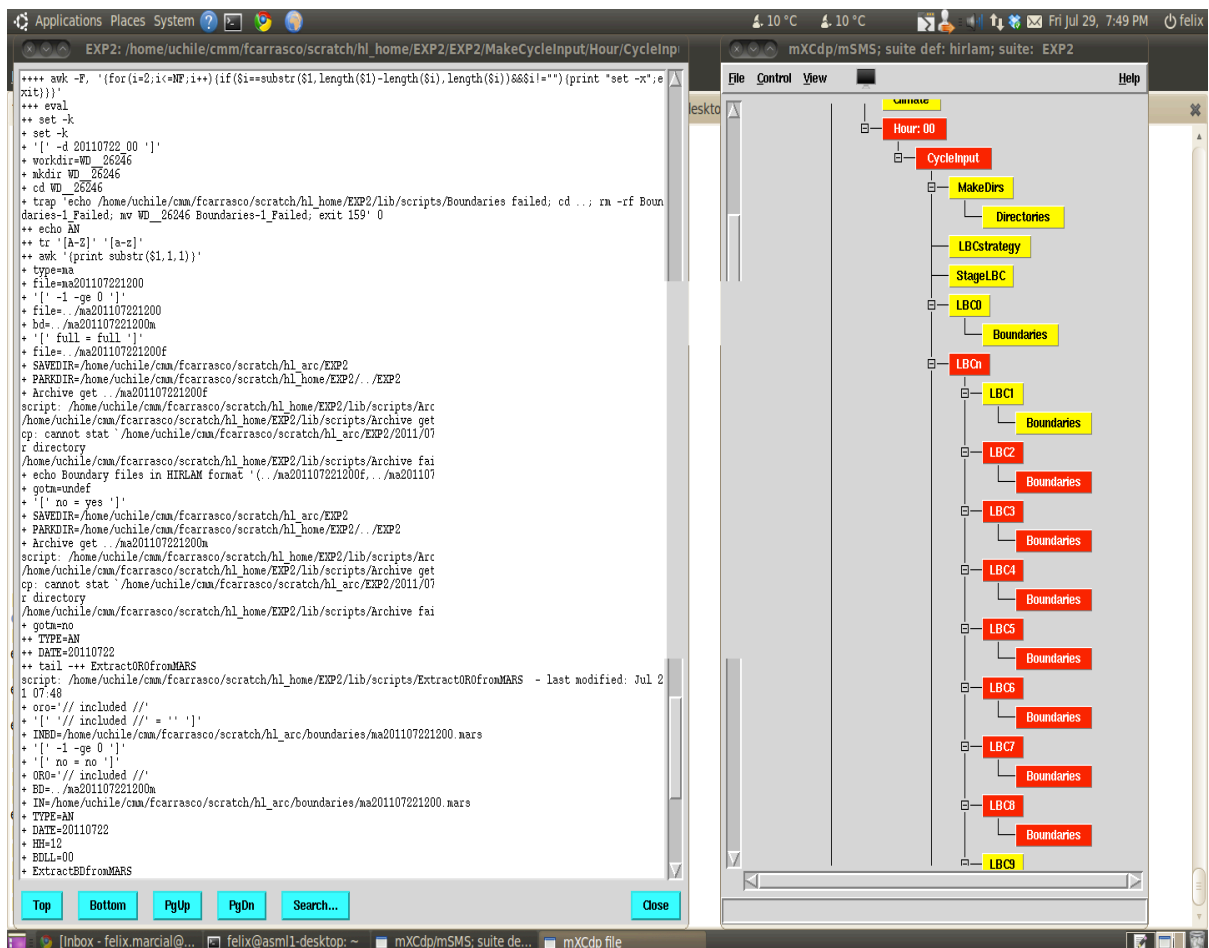 Applications Places System
10 °C
10 °C
Fri Jul 29, 7:49 PM
felix
EXP2: /home/uchile/cmm/fcarrasco/scratch/hl_home/EXP2/EXP2/MakeCycleInput/Hour/CycleInp
++++ awk -F, '{for(i=2;i<=NF;i++){if($i==substr($1,length($1)-length($i),length($i))&&$i!=""){print "set -x";e
xit}}}'
+++ eval
++ set -k
+ set -k
+ '[' -d 20110722_00 ']'
+ workdir=WD__26246
+ mkdir WD__26246
+ cd WD__26246
+ trap 'echo /home/uchile/cmm/fcarrasco/scratch/hl_home/EXP2/lib/scripts/Boundaries failed; cd ..; rm -rf Boun
daries-1_Failed; mv WD__26246 Boundaries-1_Failed; exit 159' 0
++ echo AN
++ tr '[A-Z]' '[a-z]'
++ awk '{print substr($1,1,1)}'
+ type=ma
+ file=ma201107221200
+ '[' -1 -ge 0 ']'
+ file=../ma201107221200
+ bd=../ma201107221200m
+ '[' full = full ']'
+ file=../ma201107221200f
+ SAVEDIR=/home/uchile/cmm/fcarrasco/scratch/hl_arc/EXP2
+ PARKDIR=/home/uchile/cmm/fcarrasco/scratch/hl_home/EXP2/../EXP2
+ Archive get ../ma201107221200f
script: /home/uchile/cmm/fcarrasco/scratch/hl_home/EXP2/lib/scripts/Arc
/home/uchile/cmm/fcarrasco/scratch/hl_home/EXP2/lib/scripts/Archive get
cp: cannot stat `/home/uchile/cmm/fcarrasco/scratch/hl_arc/EXP2/2011/07
r directory
/home/uchile/cmm/fcarrasco/scratch/hl_home/EXP2/lib/scripts/Archive fai
+ echo Boundary files in HIRLAM format '(../ma201107221200f,../ma201107
+ gotm=undef
+ '[' no = yes ']'
+ SAVEDIR=/home/uchile/cmm/fcarrasco/scratch/hl_arc/EXP2
+ PARKDIR=/home/uchile/cmm/fcarrasco/scratch/hl_home/EXP2/../EXP2
+ Archive get ../ma201107221200m
script: /home/uchile/cmm/fcarrasco/scratch/hl_home/EXP2/lib/scripts/Arc
/home/uchile/cmm/fcarrasco/scratch/hl_home/EXP2/lib/scripts/Archive get
cp: cannot stat `/home/uchile/cmm/fcarrasco/scratch/hl_arc/EXP2/2011/07
r directory
/home/uchile/cmm/fcarrasco/scratch/hl_home/EXP2/lib/scripts/Archive fai
+ gotm=no
++ TYPE=AN
++ DATE=20110722
++ tail -++ ExtractOROfromMARS
script: /home/uchile/cmm/fcarrasco/scratch/hl_home/EXP2/lib/scripts/ExtractOROfromMARS - last modified: Jul 2
1 07:48
+ oro='// included //'
+ '[' '// included //' = '' ']'
+ INBD=/home/uchile/cmm/fcarrasco/scratch/hl_arc/boundaries/ma201107221200.mars
+ '[' -1 -ge 0 ']'
+ '[' no = no ']'
+ ORO='// included //'
+ BD=../ma201107221200m
+ IN=/home/uchile/cmm/fcarrasco/scratch/hl_arc/boundaries/ma201107221200.mars
+ TYPE=AN
+ DATE=20110722
+ HH=12
+ BDLL=00
+ ExtractBDfromMARS
Top Bottom PgUp PgDn Search... Close
deskto
mXCdp/mSMS; suite def: hirlam; suite: EXP2
File Control View Help
Climate
Hour: 00
CycleInput
MakeDirs
Directories
LBCstrategy
StageLBC
LBC0
Boundaries
LBCn
LBC1
Boundaries
LBC2
Boundaries
LBC3
Boundaries
LBC4
Boundaries
LBC5
Boundaries
LBC6
Boundaries
LBC7
Boundaries
LBC8
Boundaries
LBC9
[Inbox - felix.marcial@... felix@asml1-desktop: ~ mXCdp/mSMS; suite de... mXCdp file